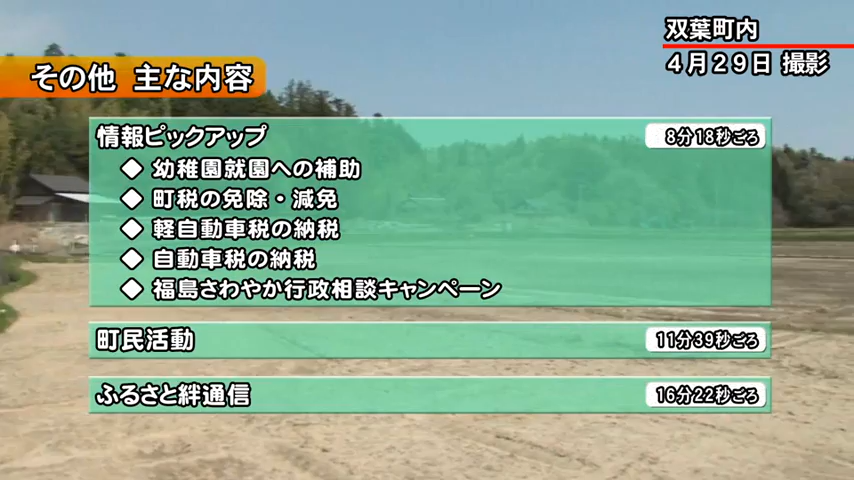 双葉町内
4月29日 撮影
その他 主な内容
情報ピックアップ 8分18秒ごろ
◆ 幼稚園就園への補助
◆ 町税の免除・減免
◆ 軽自動車税の納税
◆ 自動車税の納税
◆ 福島さわやか行政相談キャンペーン
町民活動 11分39秒ごろ
ふるさと絆通信 16分22秒ごろ